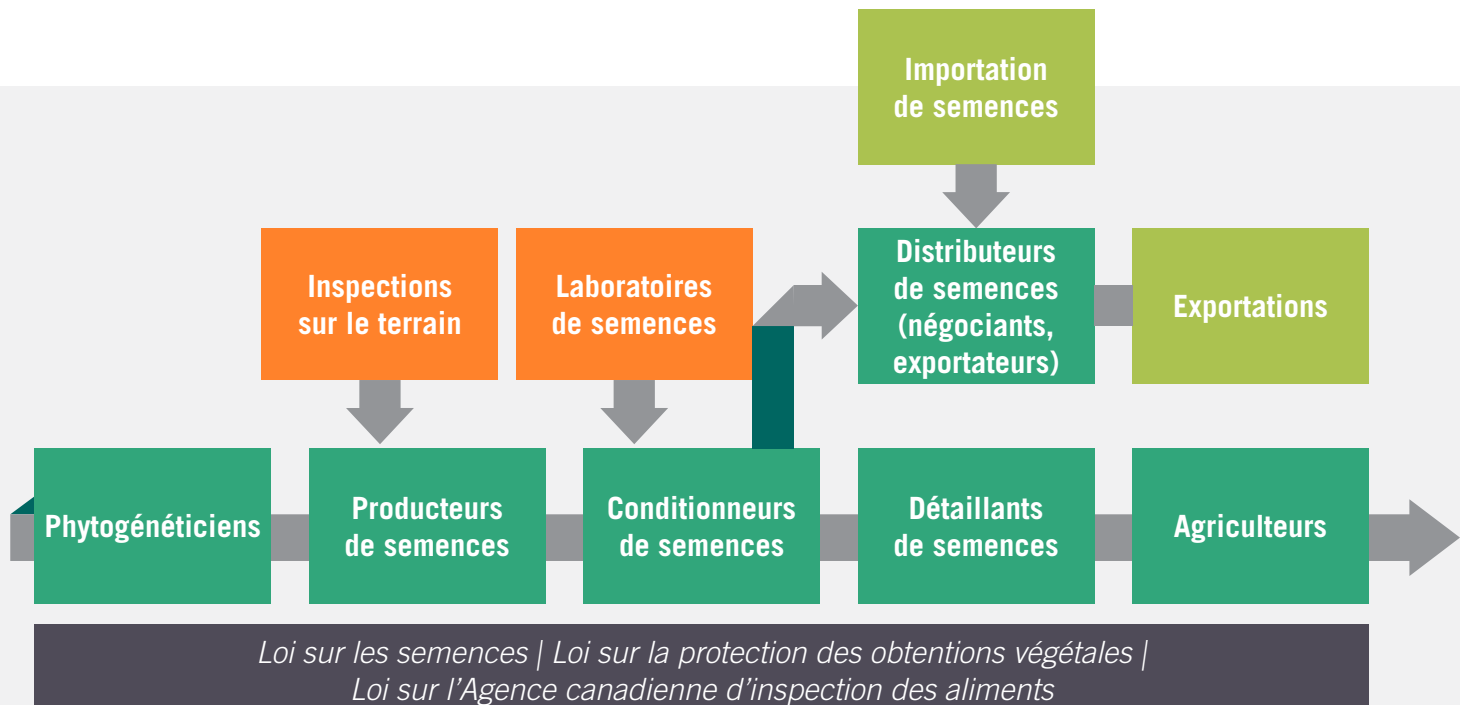 Importation
de semences
Inspections
sur le terrain
Laboratoires
de semences
Distributeurs
de semences
(négociants,
exportateurs)
Exportations
Phytogénéticiens
Producteurs
de semences
Conditionneurs
de semences
Détaillants
de semences
Agriculteurs
Loi sur les semences | Loi sur la protection des obtentions végétales |
Loi sur l’Agence canadienne d’inspection des aliments